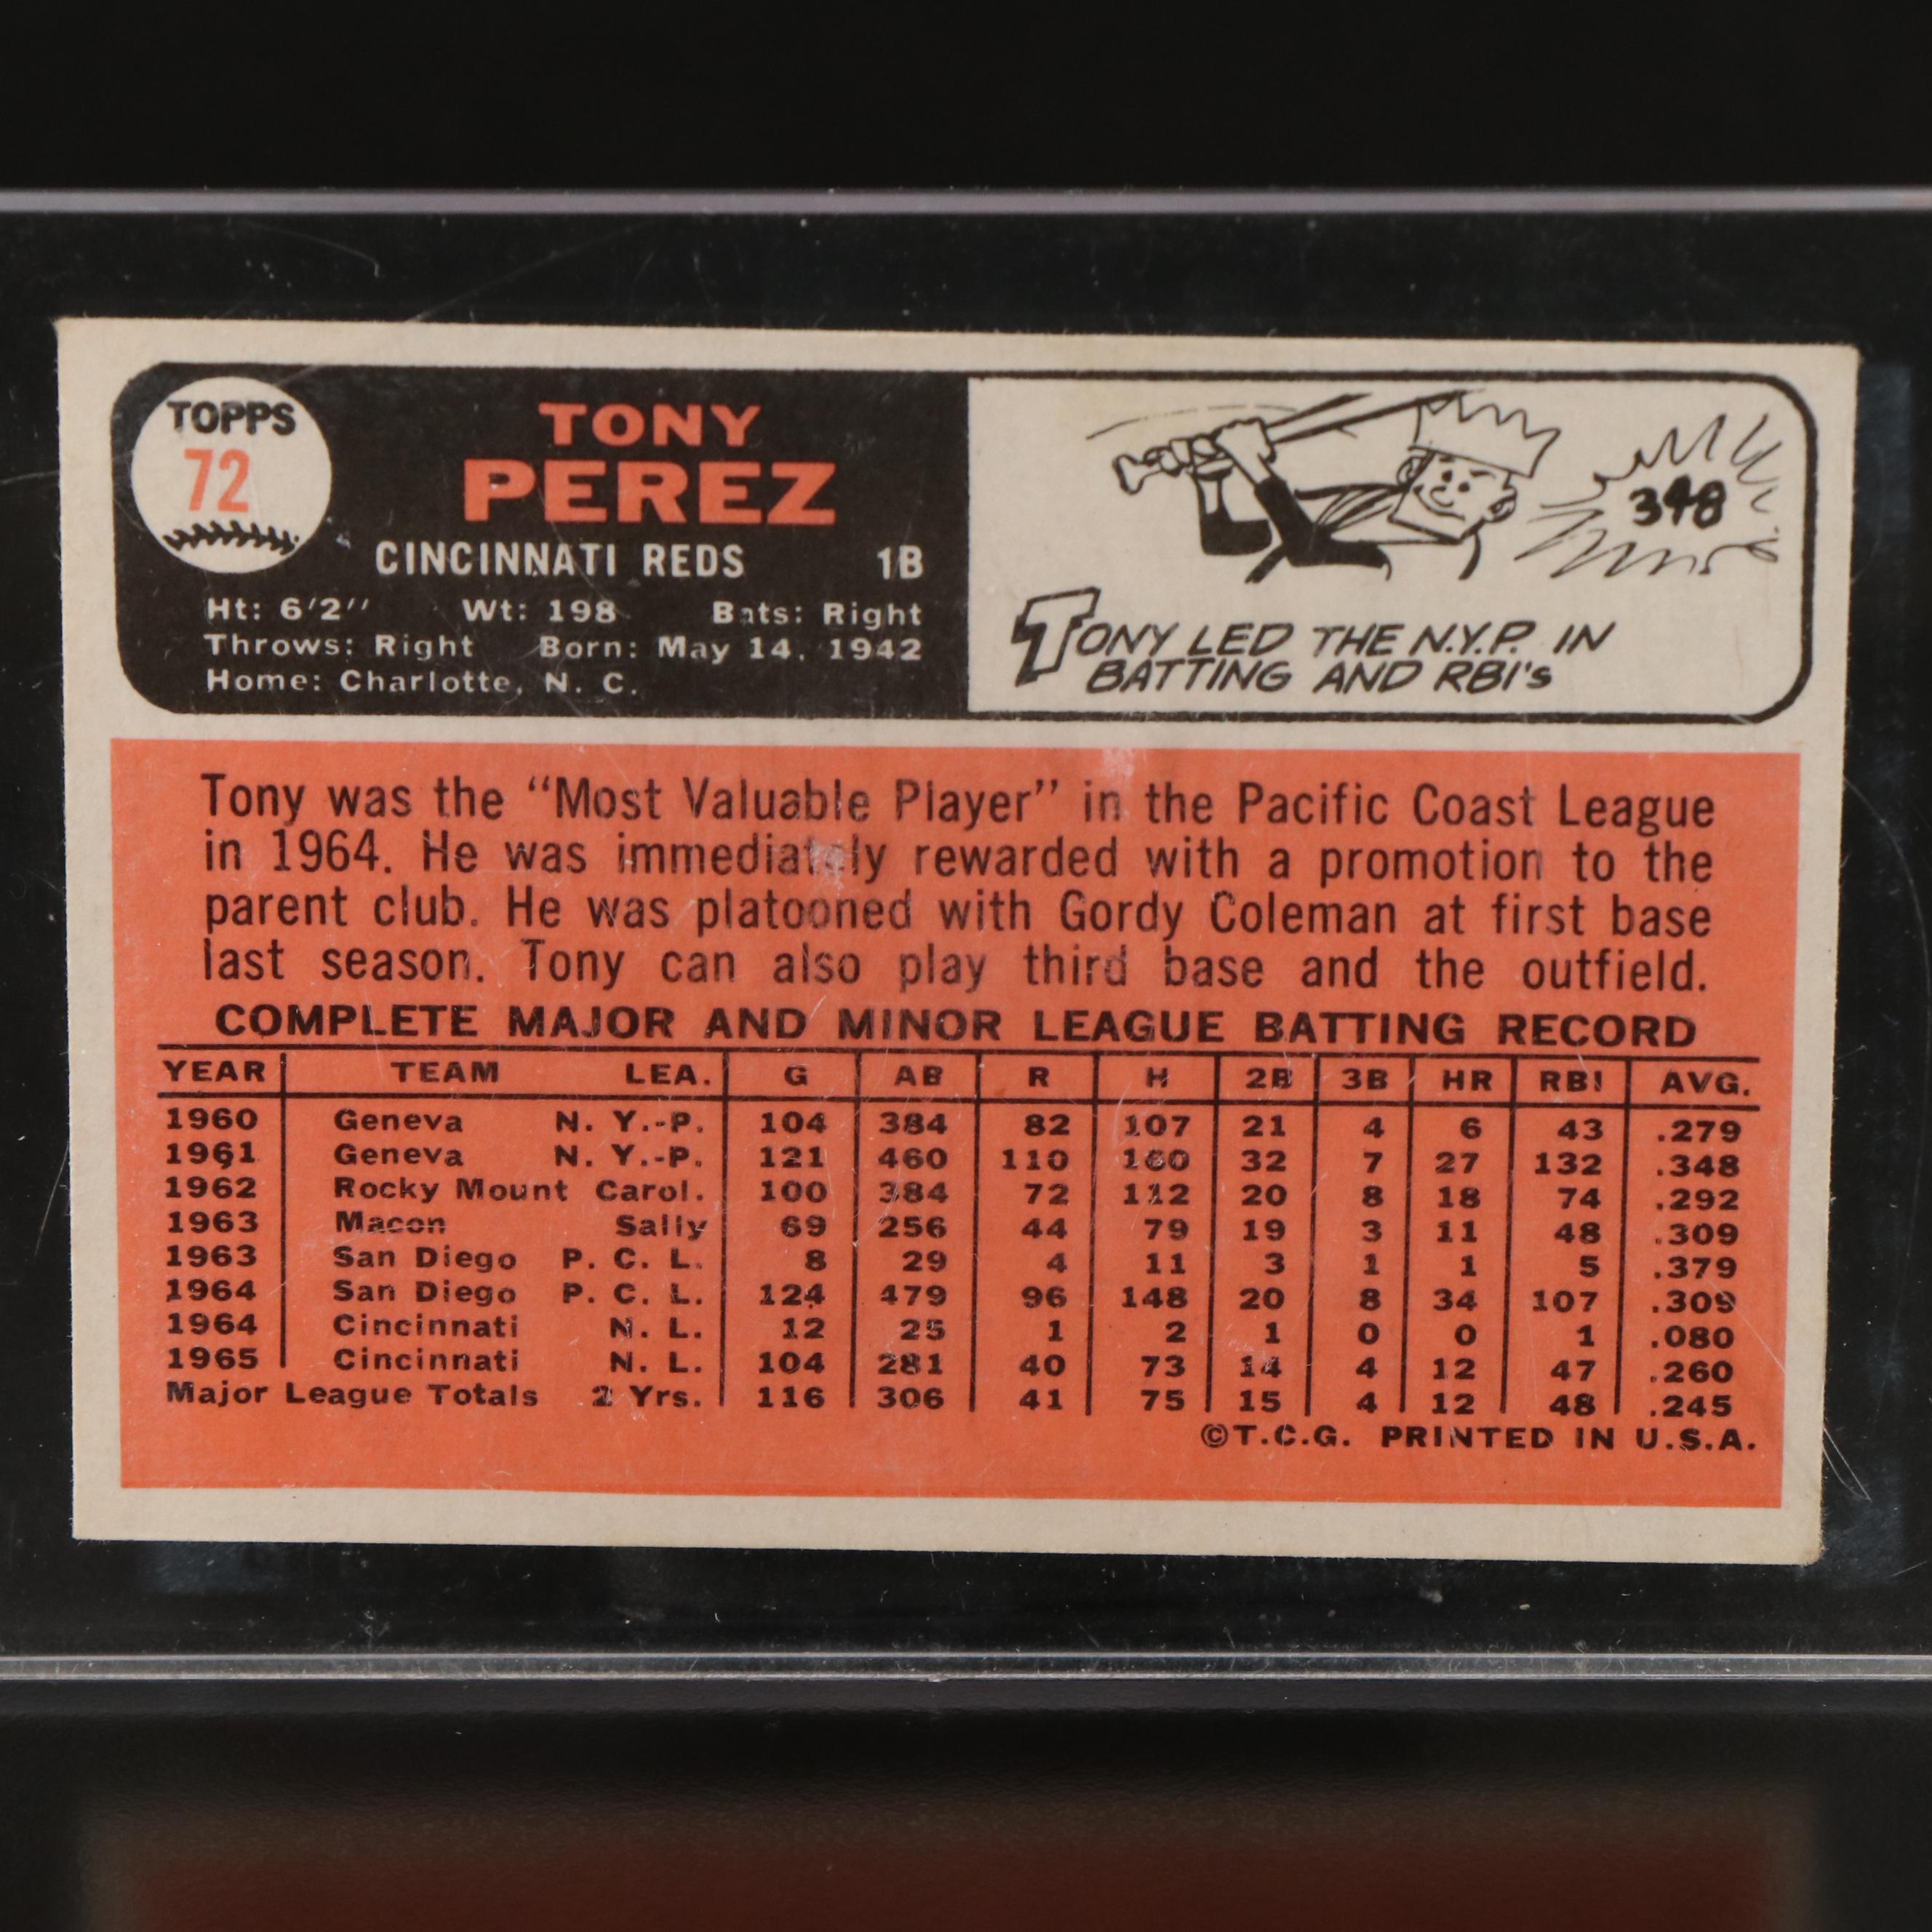 TOPPS
72
TONY
PEREZ
CINCINNATI REDS 1B
Ht: 6'2" Wt: 198 Bats: Right
Throws: Right Born: May 14, 1942
Home: Charlotte, N. C.
348
TONY LED THE N.Y.P. IN
BATTING AND RBI's
Tony was the "Most Valuable Player" in the Pacific Coast League
in 1964. He was immediately rewarded with a promotion to the
parent club. He was platooned with Gordy Coleman at first base
last season. Tony can also play third base and the outfield.
COMPLETE MAJOR AND MINOR LEAGUE BATTING RECORD
YEAR TEAM LEA. G AB R H 2B 3B HR RBI AVG.
1960 Geneva N. Y.-P. 104 384 82 107 21 4 6 43 .279
1961 Geneva N. Y.-P. 121 460 110 160 32 7 27 132 .348
1962 Rocky Mount Carol. 100 384 72 112 20 8 18 74 .292
1963 Macon Sally 69 256 44 79 19 3 11 48 .309
1963 San Diego P. C. L. 8 29 4 11 3 1 1 5 .379
1964 San Diego P. C. L. 124 479 96 148 20 8 34 107 .309
1964 Cincinnati N. L. 12 25 1 2 1 0 0 1 .080
1965 Cincinnati N. L. 104 281 40 73 14 4 12 47 .260
Major League Totals 2 Yrs. 116 306 41 75 15 4 12 48 .245
©T.C.G. PRINTED IN U.S.A.